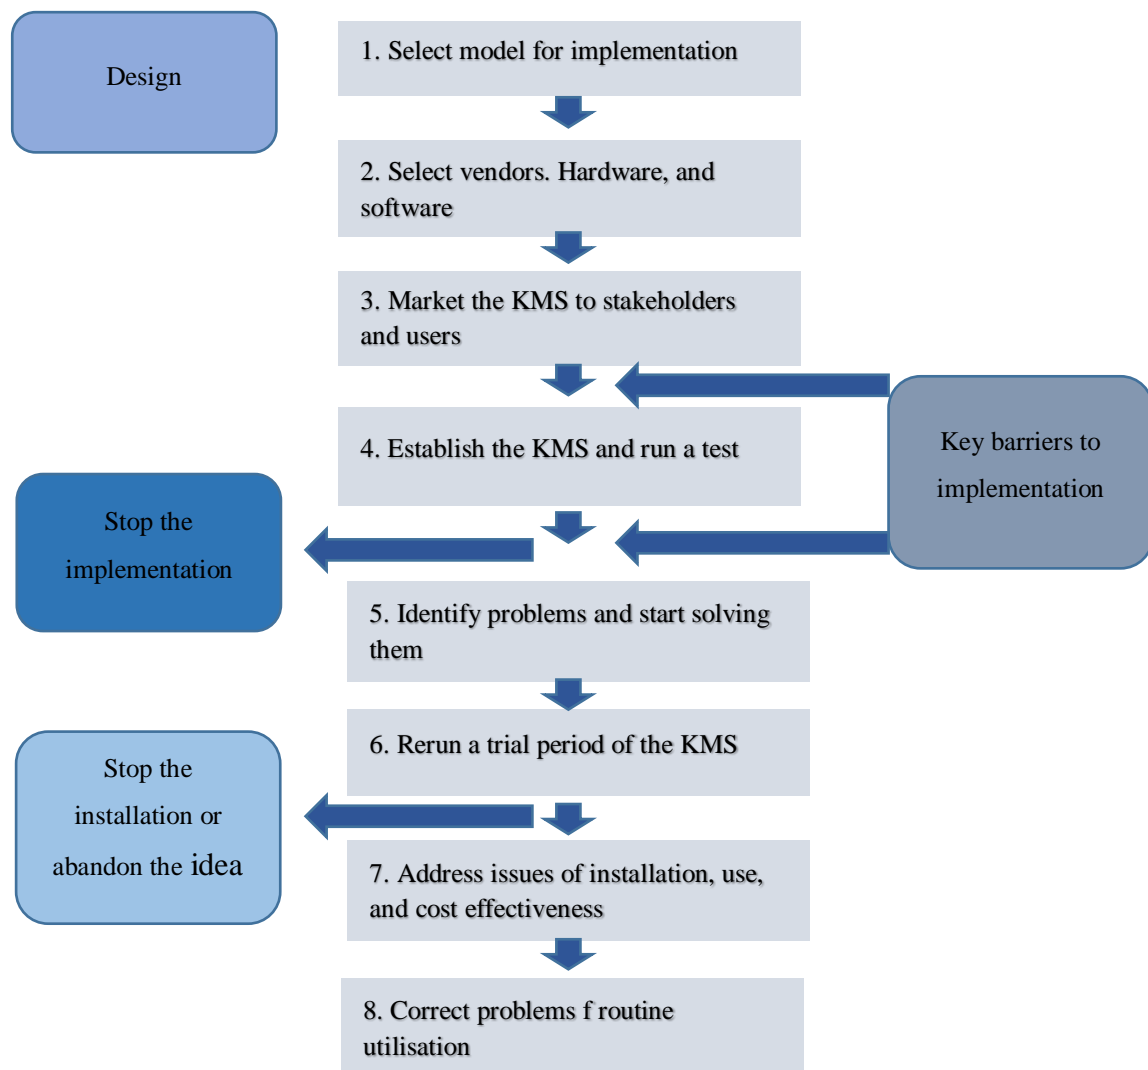 Design
1. Select model for implementation
2. Select vendors. Hardware, and
software
3. Market the KMS to stakeholders
and users
Key barriers to
implementation
4. Establish the KMS and run a test
Stop the
implementation
5. Identify problems and start solving
them
6. Rerun a trial period of the KMS
Stop the
installation or
abandon the idea
7. Address issues of installation, use,
and cost effectiveness
8. Correct problems f routine
utilisation